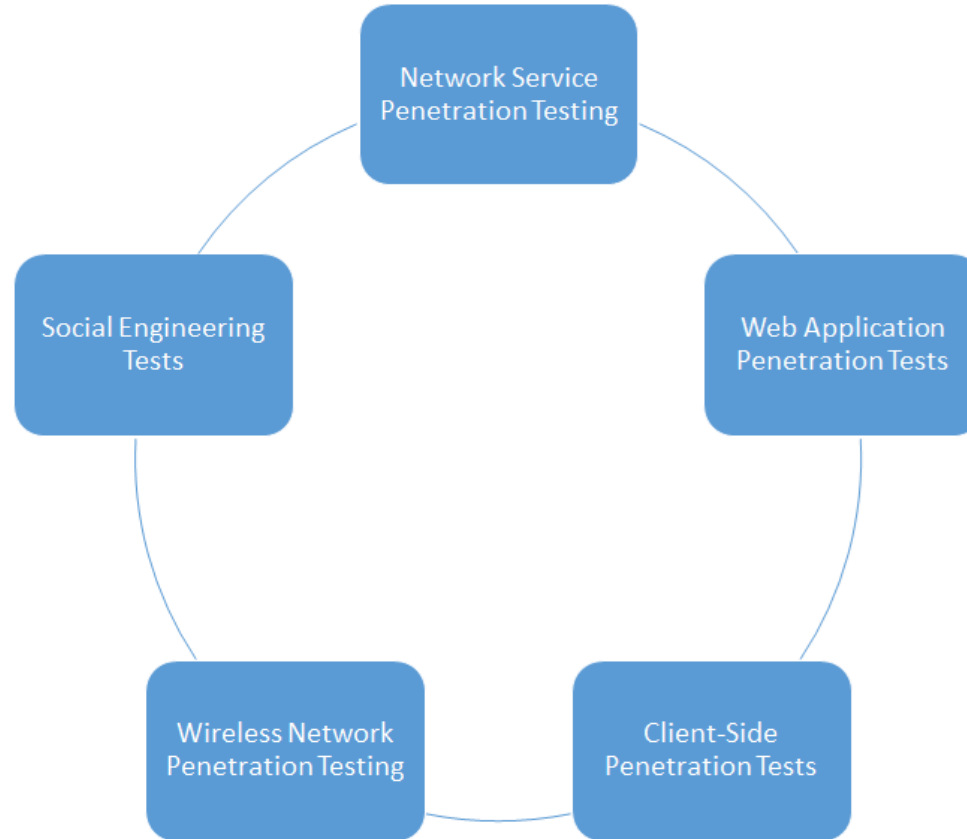 Network Service
Penetration Testing
Social Engineering
Tests
Web Application
Penetration Tests
Wireless Network
Penetration Testing
Client-Side
Penetration Tests